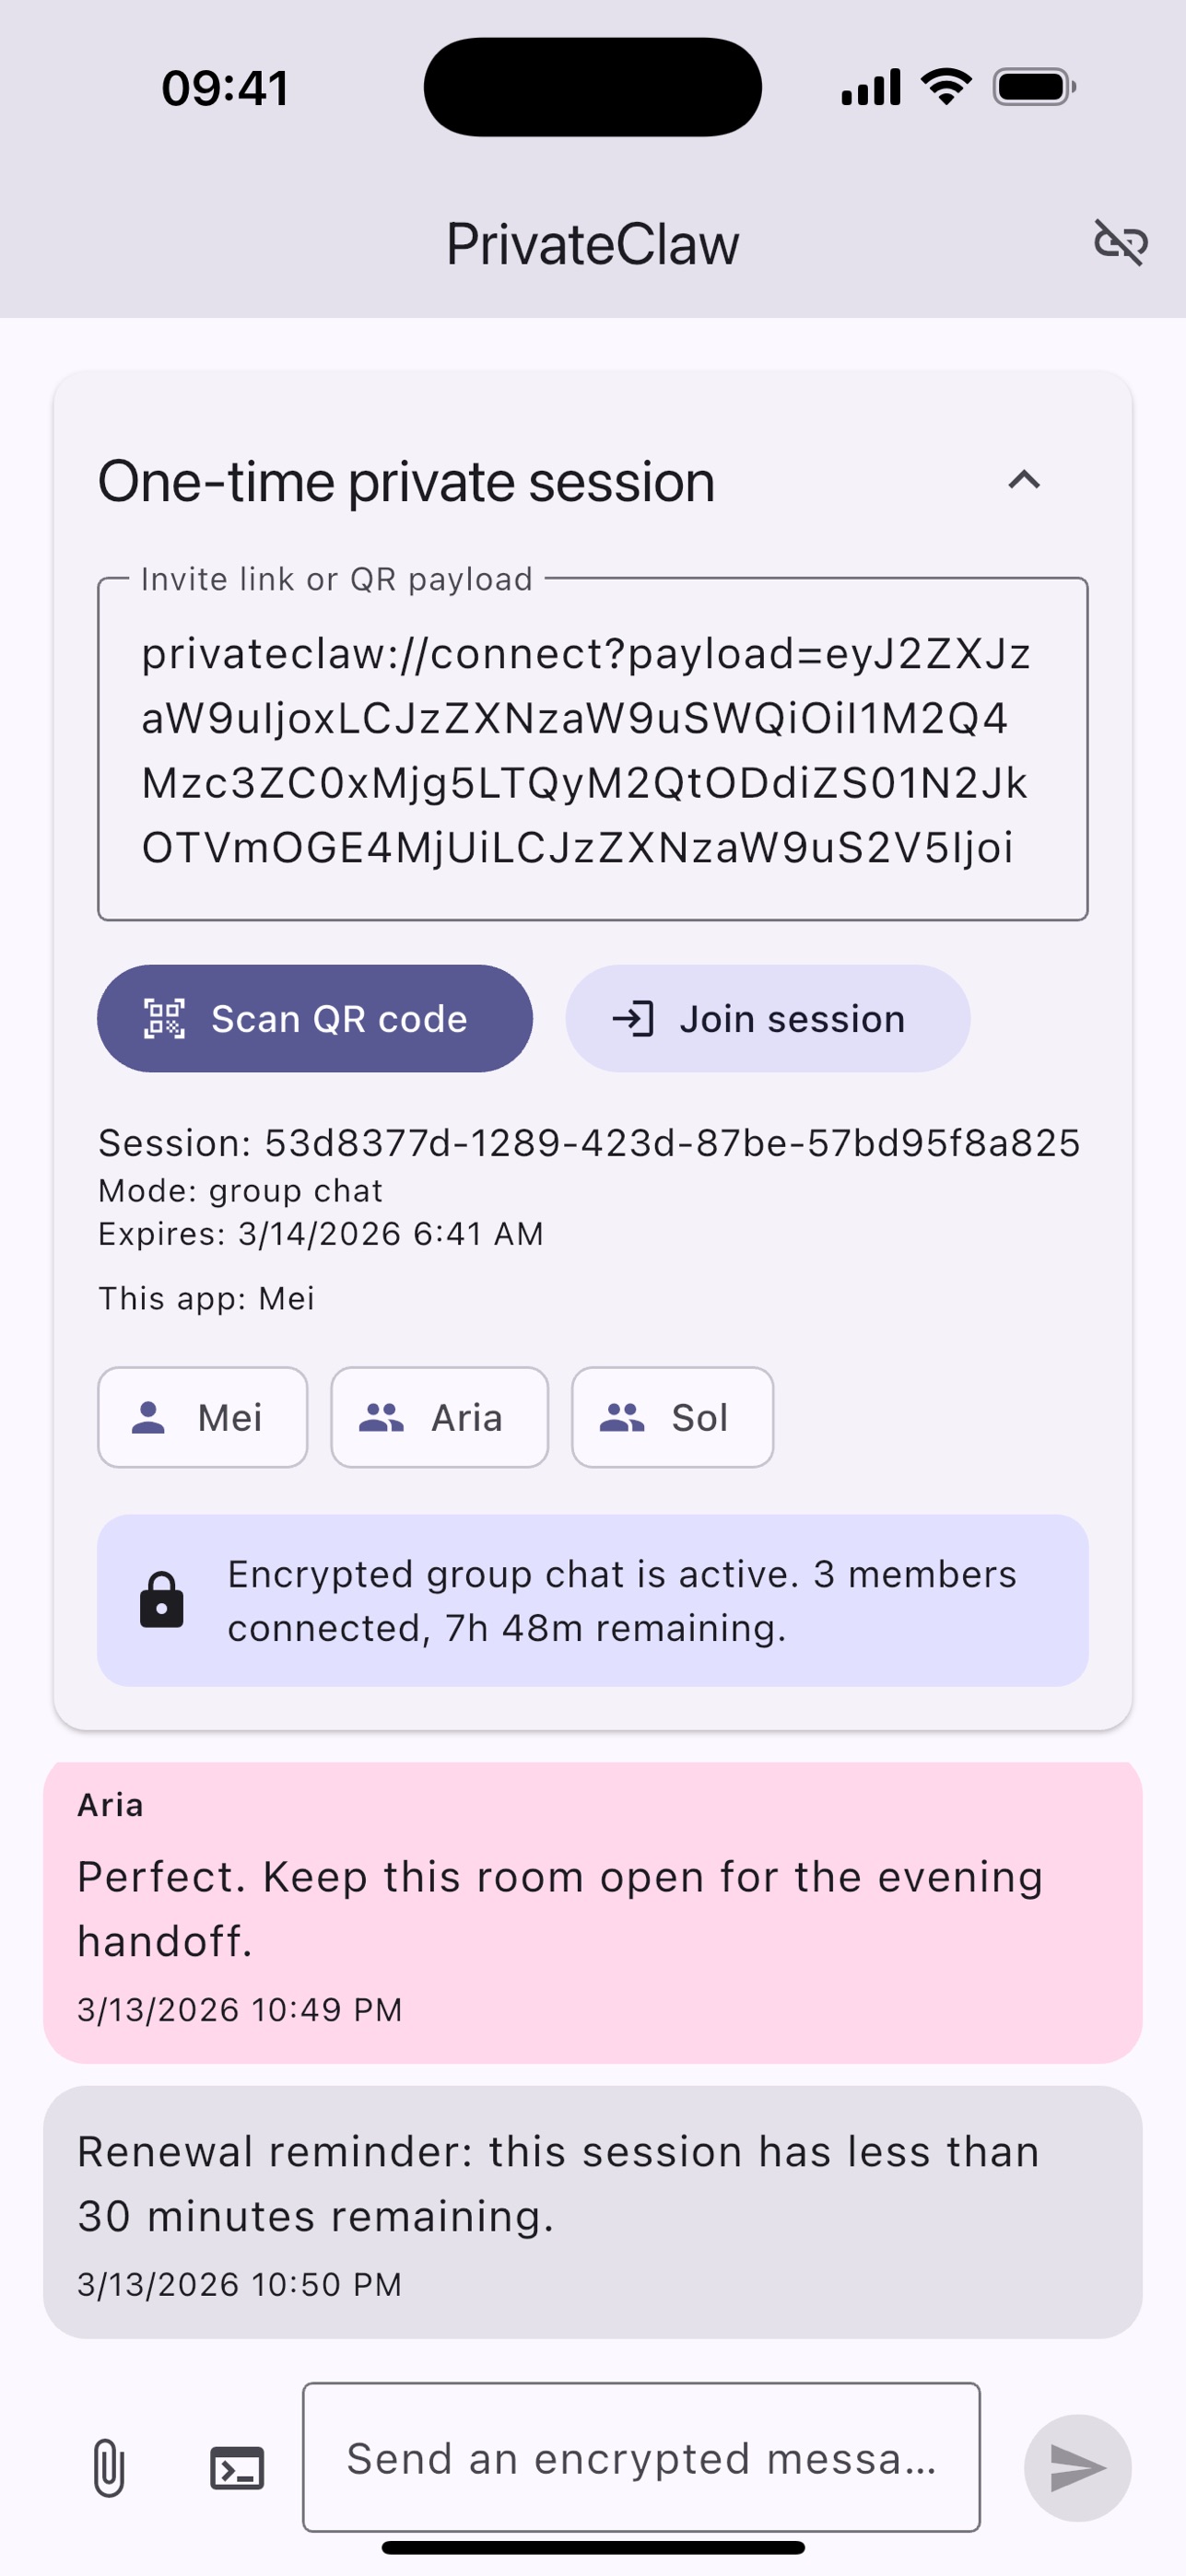 09:41
PrivateClaw
One-time private session
Invite link or QR payload
privateclaw://connect?payload=eyJ2ZXJz
aW9uIjoxLCJzZXNzaW9uSWQiOiI1M2Q4
Mzc3ZC0xMjg5LTQyM2QtODdiZS01N2Jk
OTVmOGE4MjUiLCJzZXNzaW9uS2V5Ijoi
Scan QR code
Join session
Session: 53d8377d-1289-423d-87be-57bd95f8a825
Mode: group chat
Expires: 3/14/2026 6:41 AM
This app: Mei
Mei
Aria
Sol
Encrypted group chat is active. 3 members
connected, 7h 48m remaining.
Aria
Perfect. Keep this room open for the evening
handoff.
3/13/2026 10:49 PM
Renewal reminder: this session has less than
30 minutes remaining.
3/13/2026 10:50 PM
Send an encrypted messa...